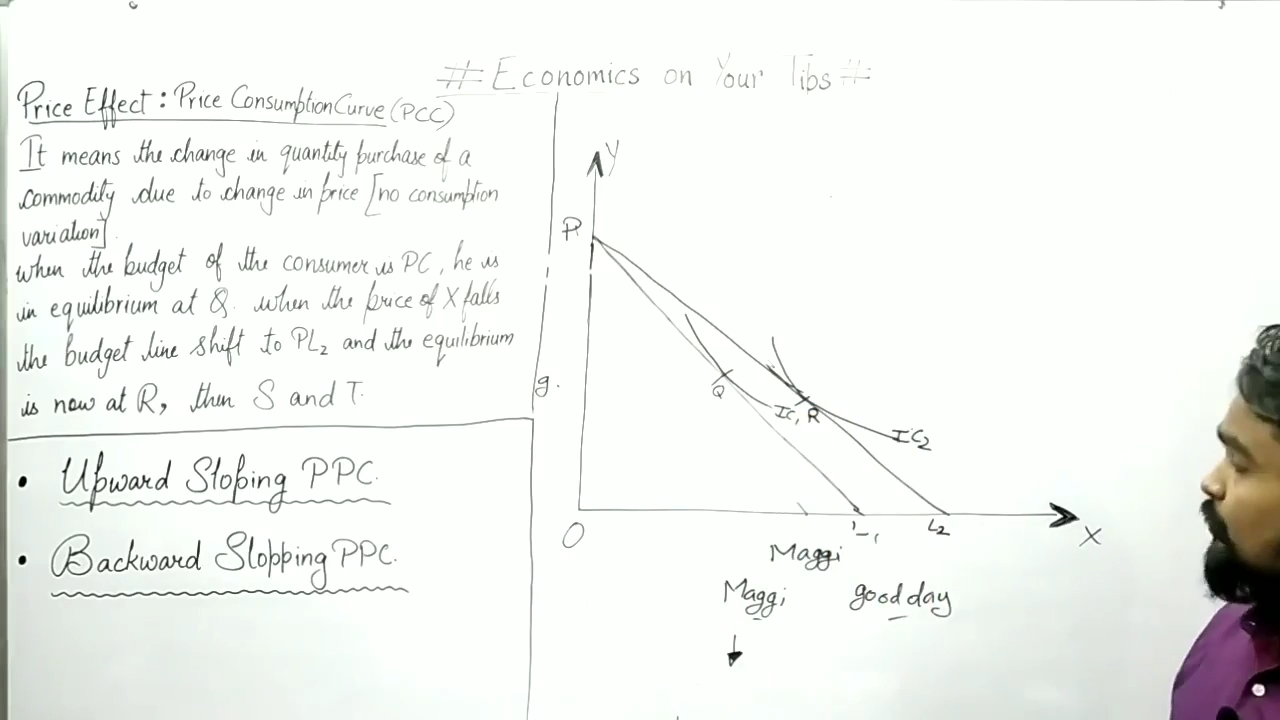 # Economics on Your Tibs #
Price Effect : Price Consumption Curve (PCC)
It means the change in quantity purchase of a
commodity due to change in price [no consumption
variation].
when the budget of the consumer is PC, he is
in equilibrium at Q. when the price of X falls
the budget line shift to PL2 and the equilibrium
is now at R, then S and T.
• Upward Sloping PPC.
• Backward Slopping PPC.
Y
P
g.
Q
IC1
R
IC2
O
L2
X
Maggi
Maggi good day